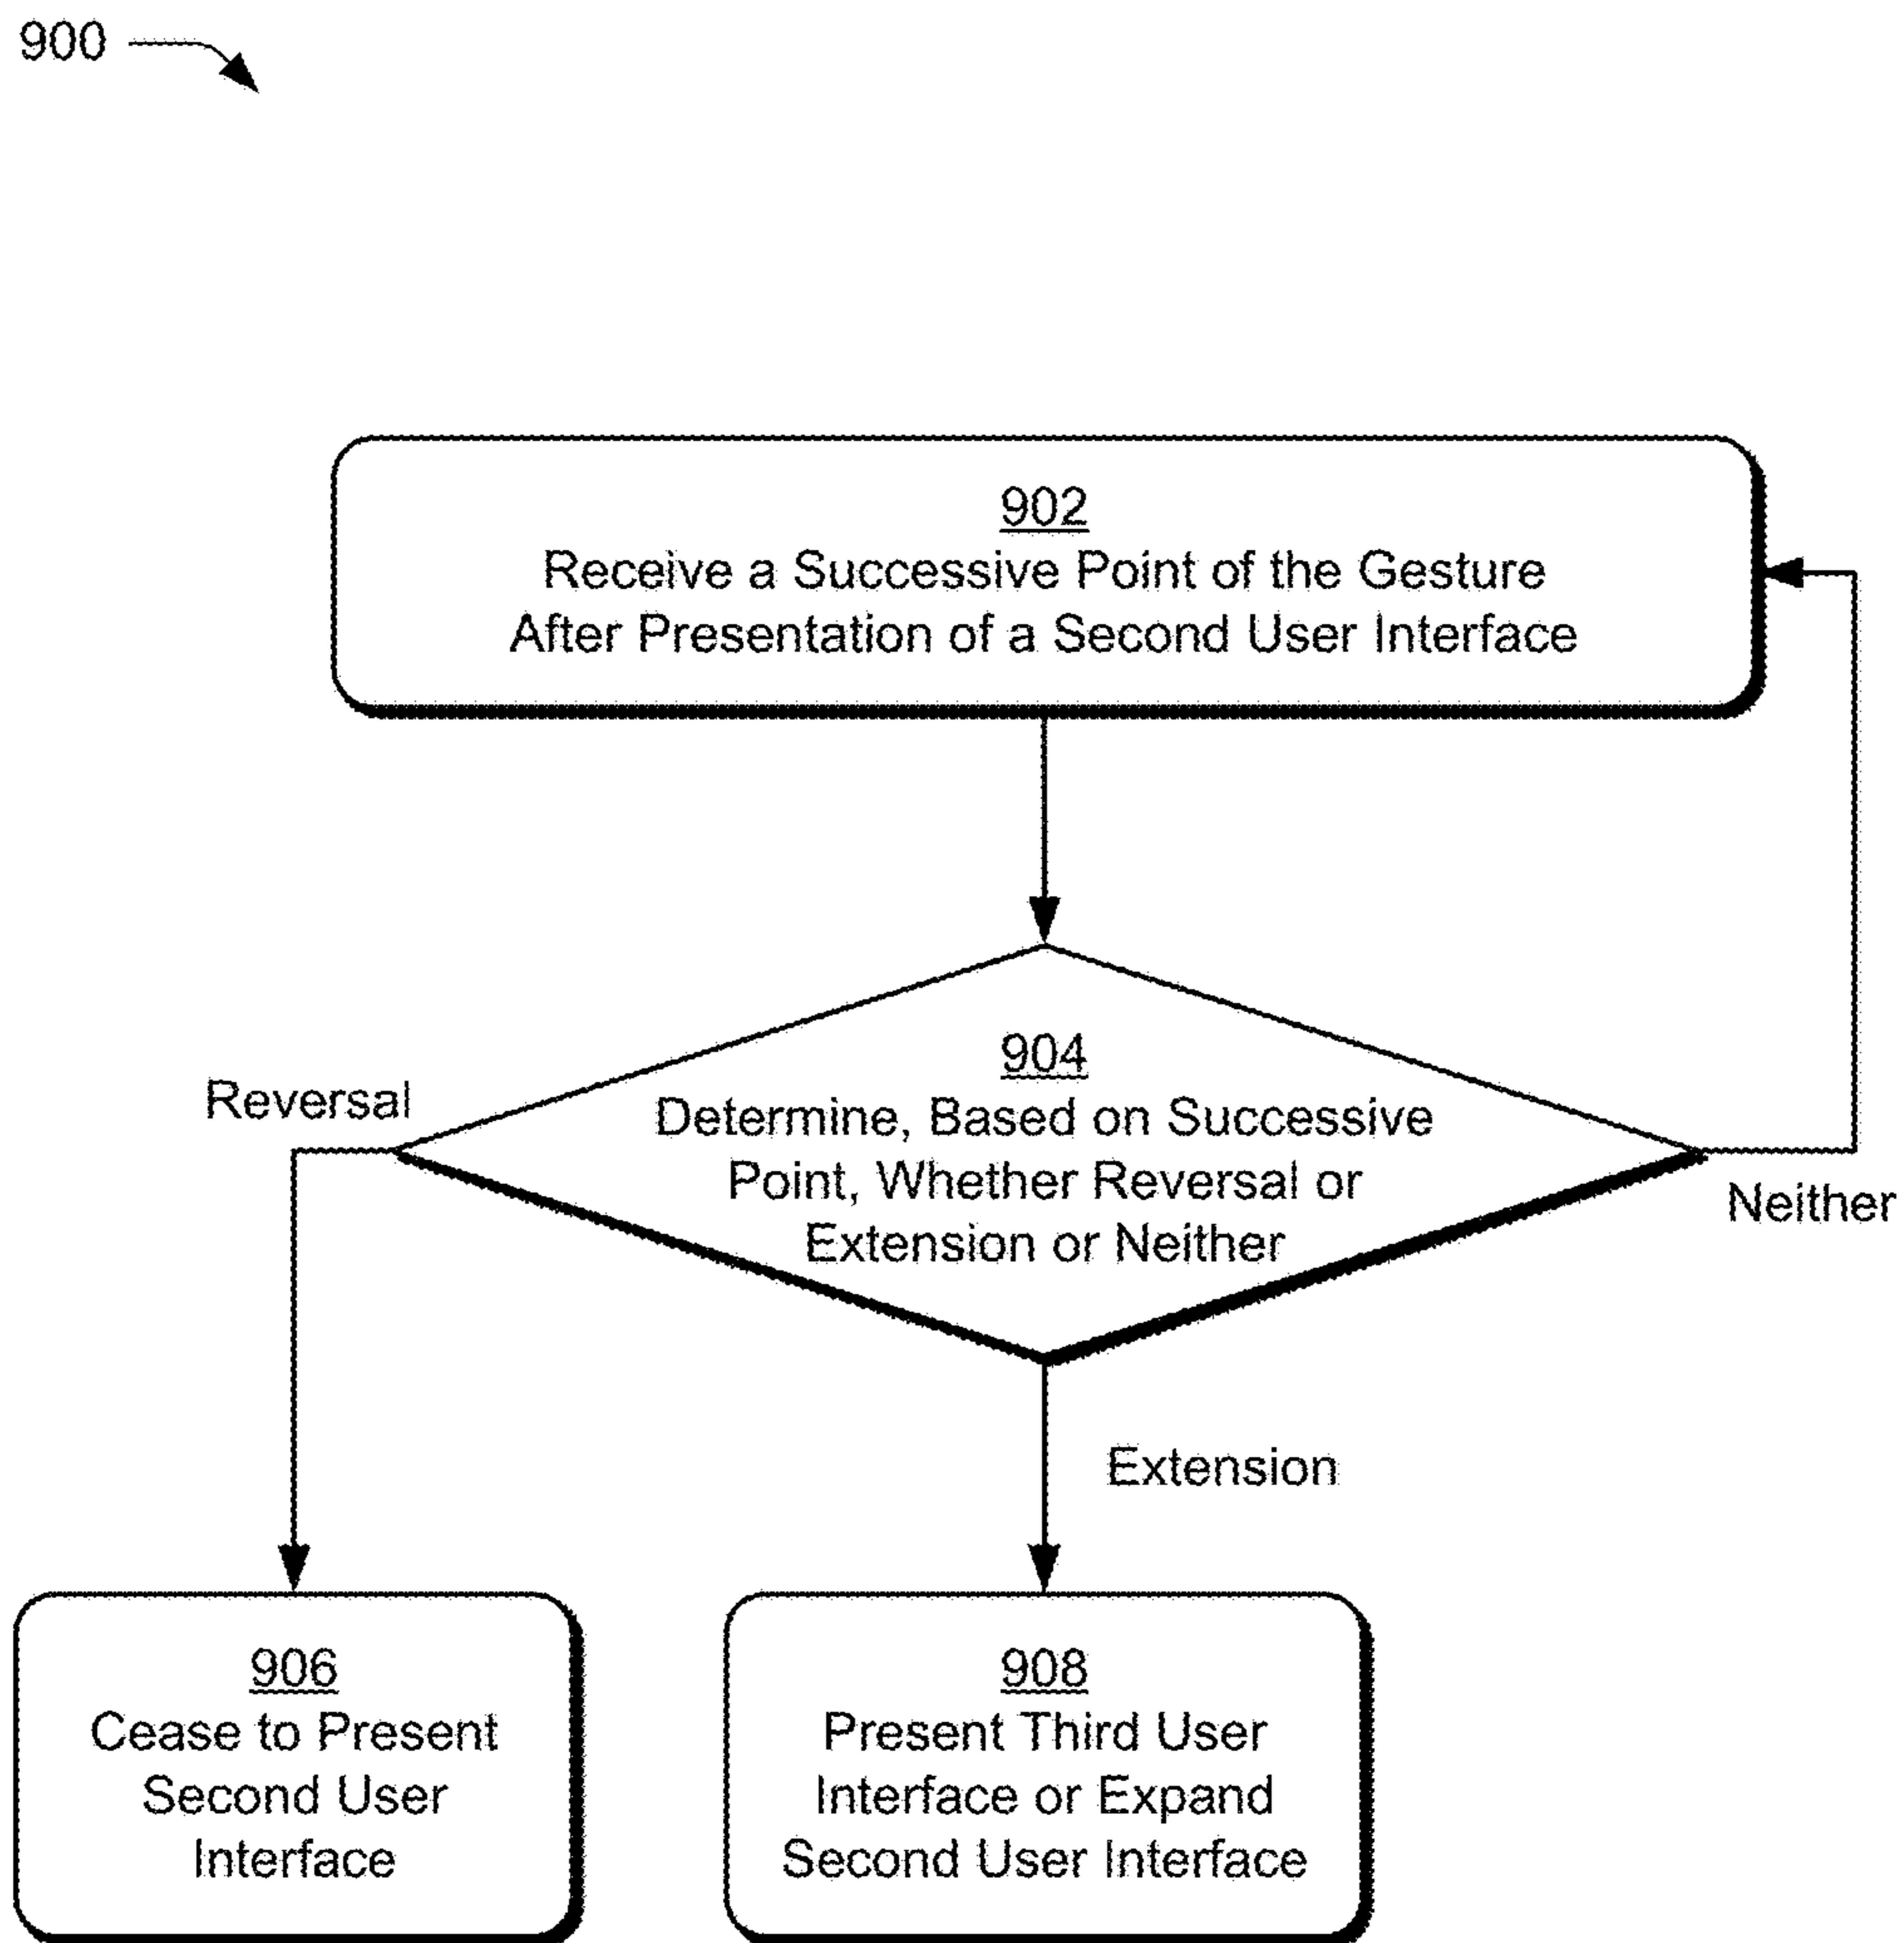 900
902
Receive a Successive Point of the Gesture
After Presentation of a Second User Interface
904
Determine, Based on Successive
Point, Whether Reversal or
Extension or Neither
Reversal
Neither
Extension
906
Cease to Present
Second User
Interface
908
Present Third User
Interface or Expand
Second User Interface